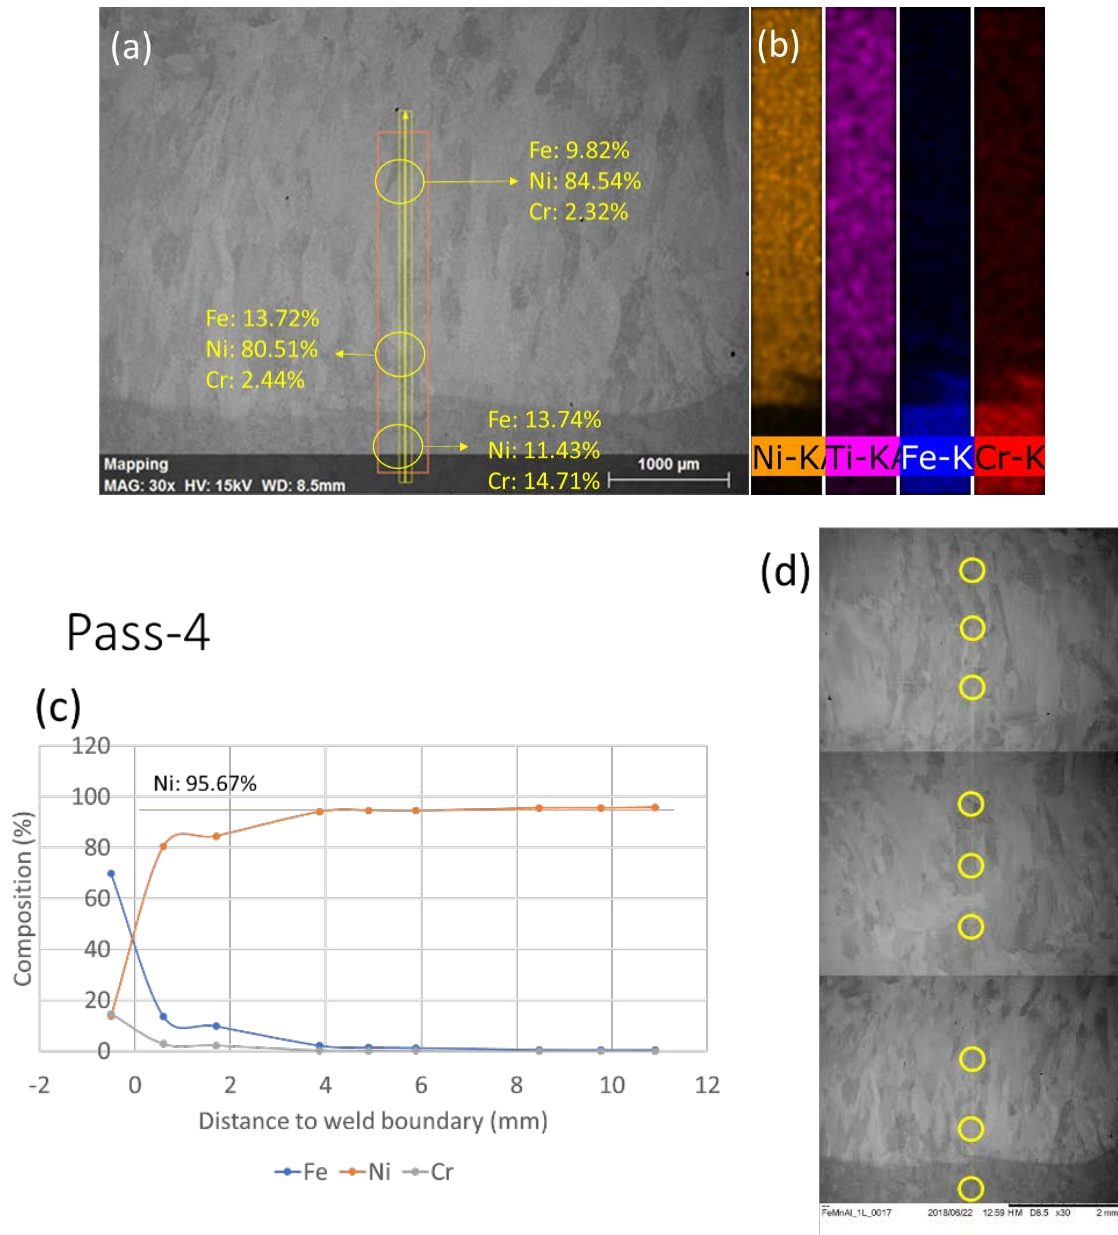 (a)
Fe: 9.82%
Ni: 84.54%
Cr: 2.32%
Fe: 13.72%
Ni: 80.51%
Cr: 2.44%
Fe: 13.74%
Ni: 11.43%
Cr: 14.71%
Mapping
MAG: 30x HV: 15kV WD: 8.5mm
1000 µm
(b)
Ni-KA Ti-KA Fe-K Cr-K
Pass-4
(c)
Ni: 95.67%
Composition (%)
120
100
80
60
40
20
0
-2 0 2 4 6 8 10 12
Distance to weld boundary (mm)
Fe Ni Cr
(d)
FeMnAl_1L_0017 2018/06/22 12:59 HM D8.5 x30 2 mm